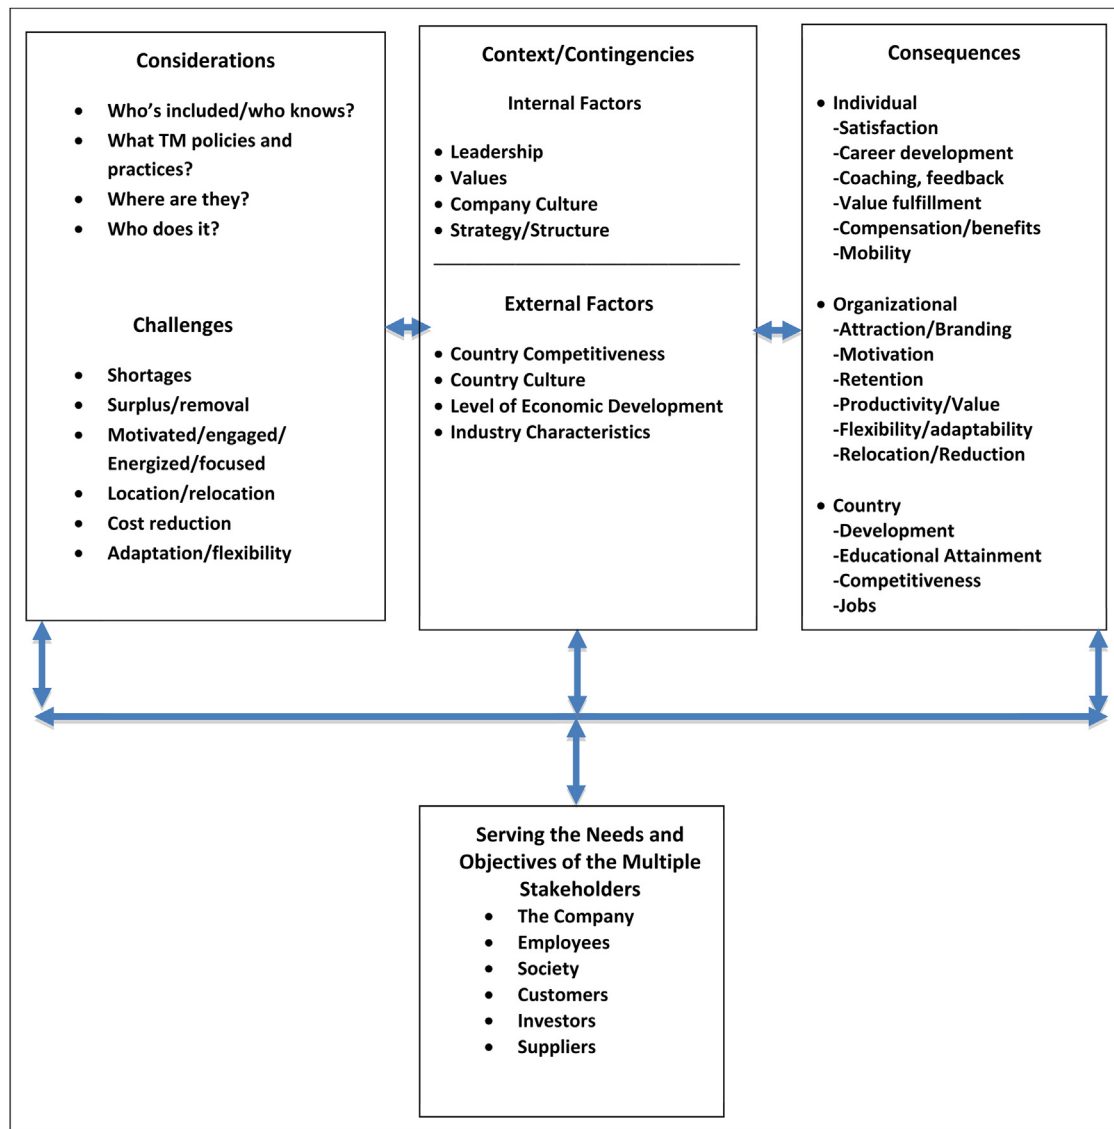 Considerations
• Who's included/who knows?
• What TM policies and
practices?
• Where are they?
• Who does it?
Challenges
• Shortages
• Surplus/removal
• Motivated/engaged/
Energized/focused
• Location/relocation
• Cost reduction
• Adaptation/flexibility
Context/Contingencies
Internal Factors
• Leadership
• Values
• Company Culture
• Strategy/Structure
External Factors
• Country Competitiveness
• Country Culture
• Level of Economic Development
• Industry Characteristics
Consequences
• Individual
-Satisfaction
-Career development
-Coaching, feedback
-Value fulfillment
-Compensation/benefits
-Mobility
• Organizational
-Attraction/Branding
-Motivation
-Retention
-Productivity/Value
-Flexibility/adaptability
-Relocation/Reduction
• Country
-Development
-Educational Attainment
-Competitiveness
-Jobs
Serving the Needs and
Objectives of the Multiple
Stakeholders
• The Company
• Employees
• Society
• Customers
• Investors
• Suppliers